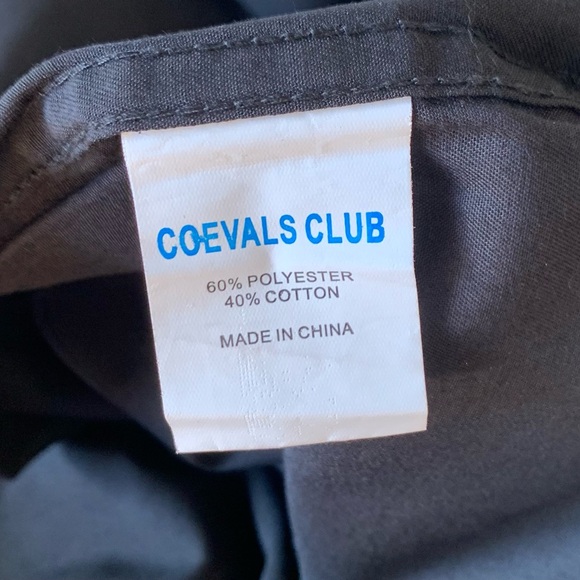 COEVALS CLUB
60% POLYESTER
40% COTTON
MADE IN CHINA